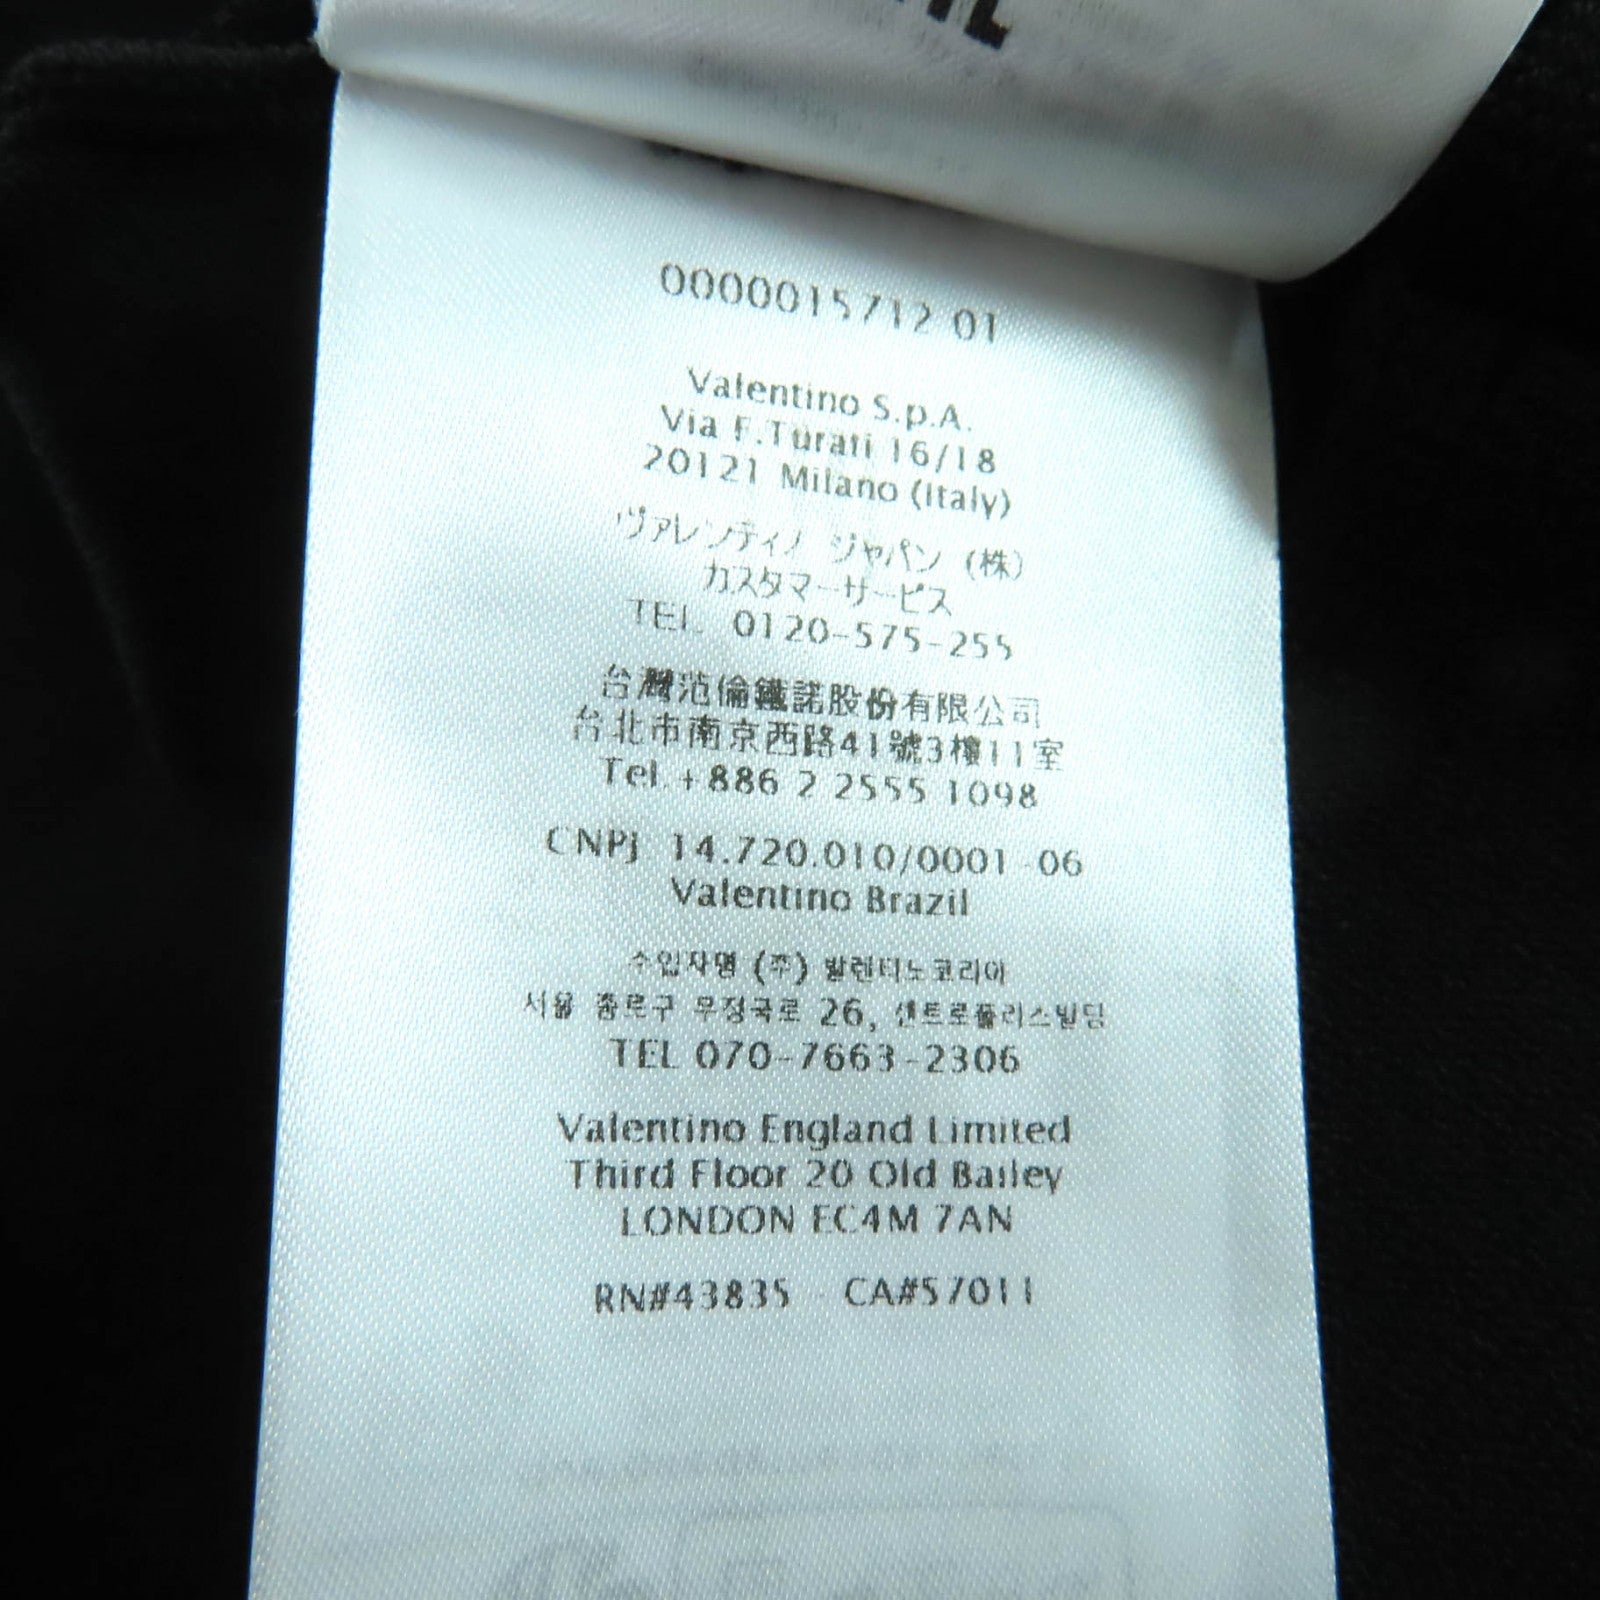 0000015712 01
Valentino S.p.A.
Via F.Turati 16/18
20121 Milano (Italy)
ヴァレンティノ ジャパン (株)
カスタマーサービス
TEL. 0120-575-255
台灣范倫鐵諾股份有限公司
台北市南京西路41號3樓11室
Tel.+886 2 2555 1098
CNPJ 14.720.010/0001-06
Valentino Brazil
수입자명 (주) 발렌티노코리아
서울 종로구 우정국로 26, 센트로폴리스빌딩
TEL 070-7663-2306
Valentino England Limited
Third Floor 20 Old Bailey
LONDON EC4M 7AN
RN#43835 CA#57011